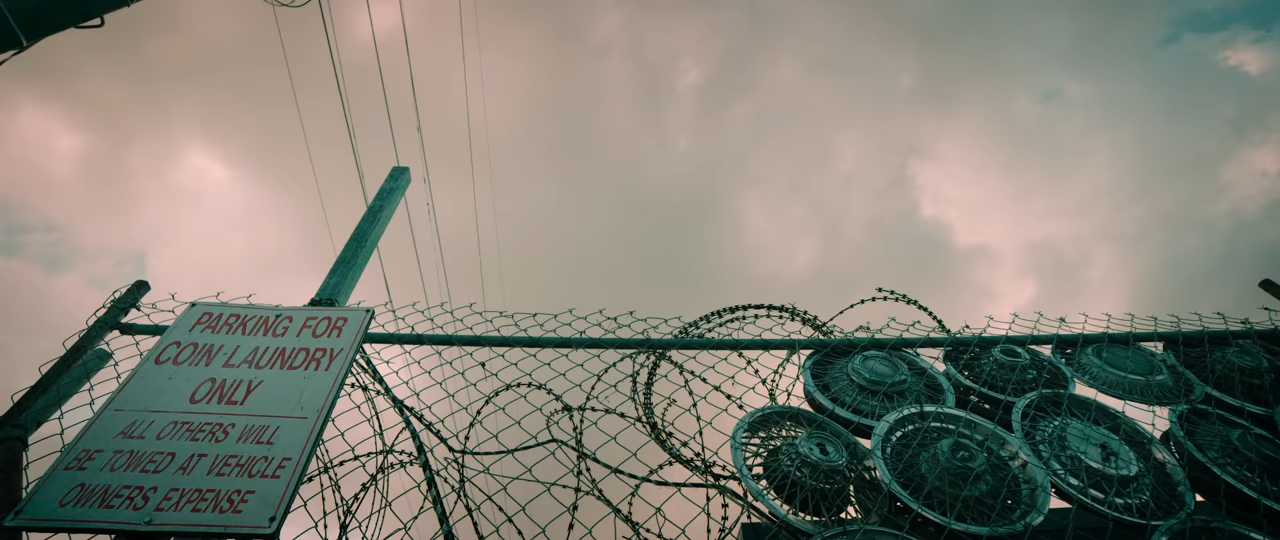 PARKING FOR
COIN LAUNDRY
ONLY
ALL OTHERS WILL
BE TOWED AT VEHICLE
OWNERS EXPENSE